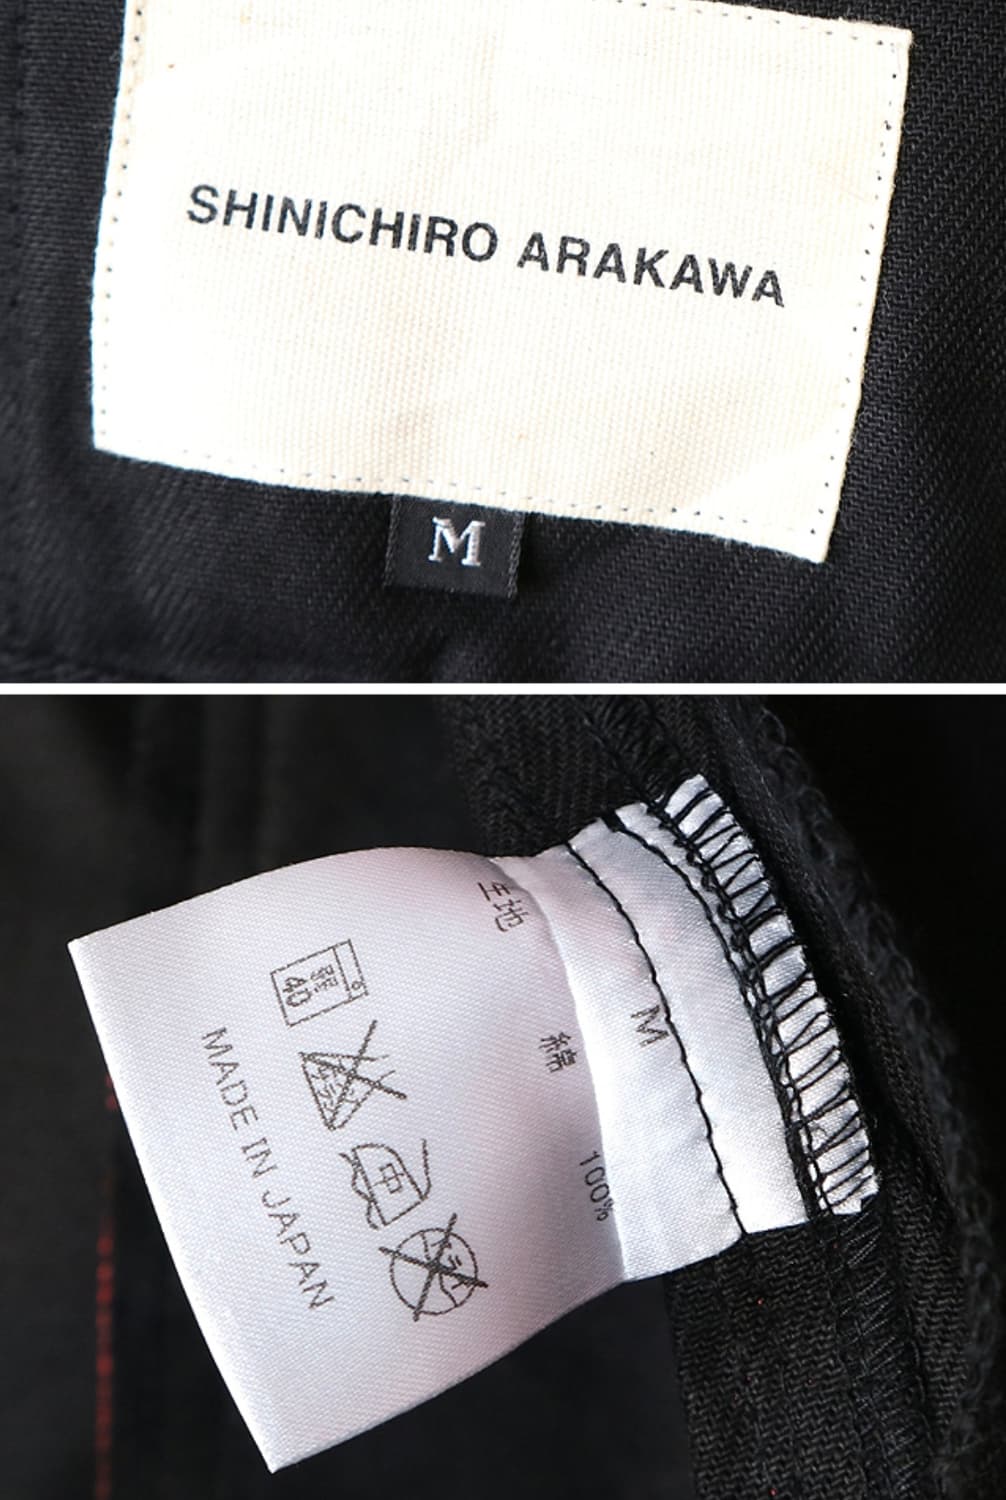 SHINICHIRO ARAKAWA
M
M
生地
綿
100%
40
中
MADE IN JAPAN